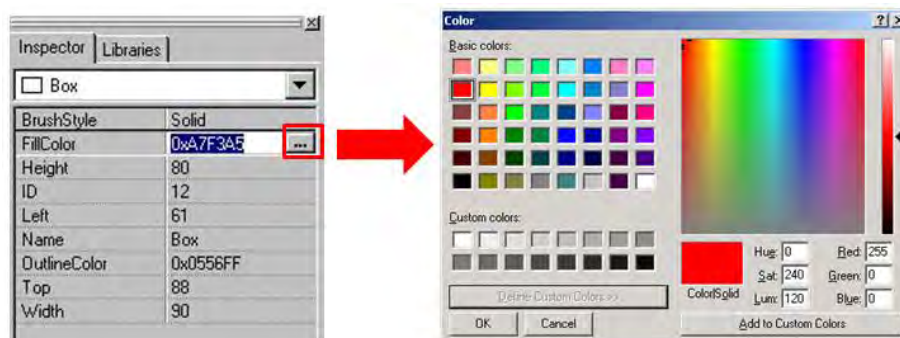 Inspector Libraries
Box
BrushStyle Solid
FillColor 0xA7F3A5 ...
Height 80
ID 12
Left 61
Name Box
OutlineColor 0x0556FF
Top 88
Width 90
Color
Basic colors:
Custom colors:
Define Custom Colors >>
OK Cancel
Color|Solid
Hue: 0 Red: 255
Sat: 240 Green: 0
Lum: 120 Blue: 0
Add to Custom Colors